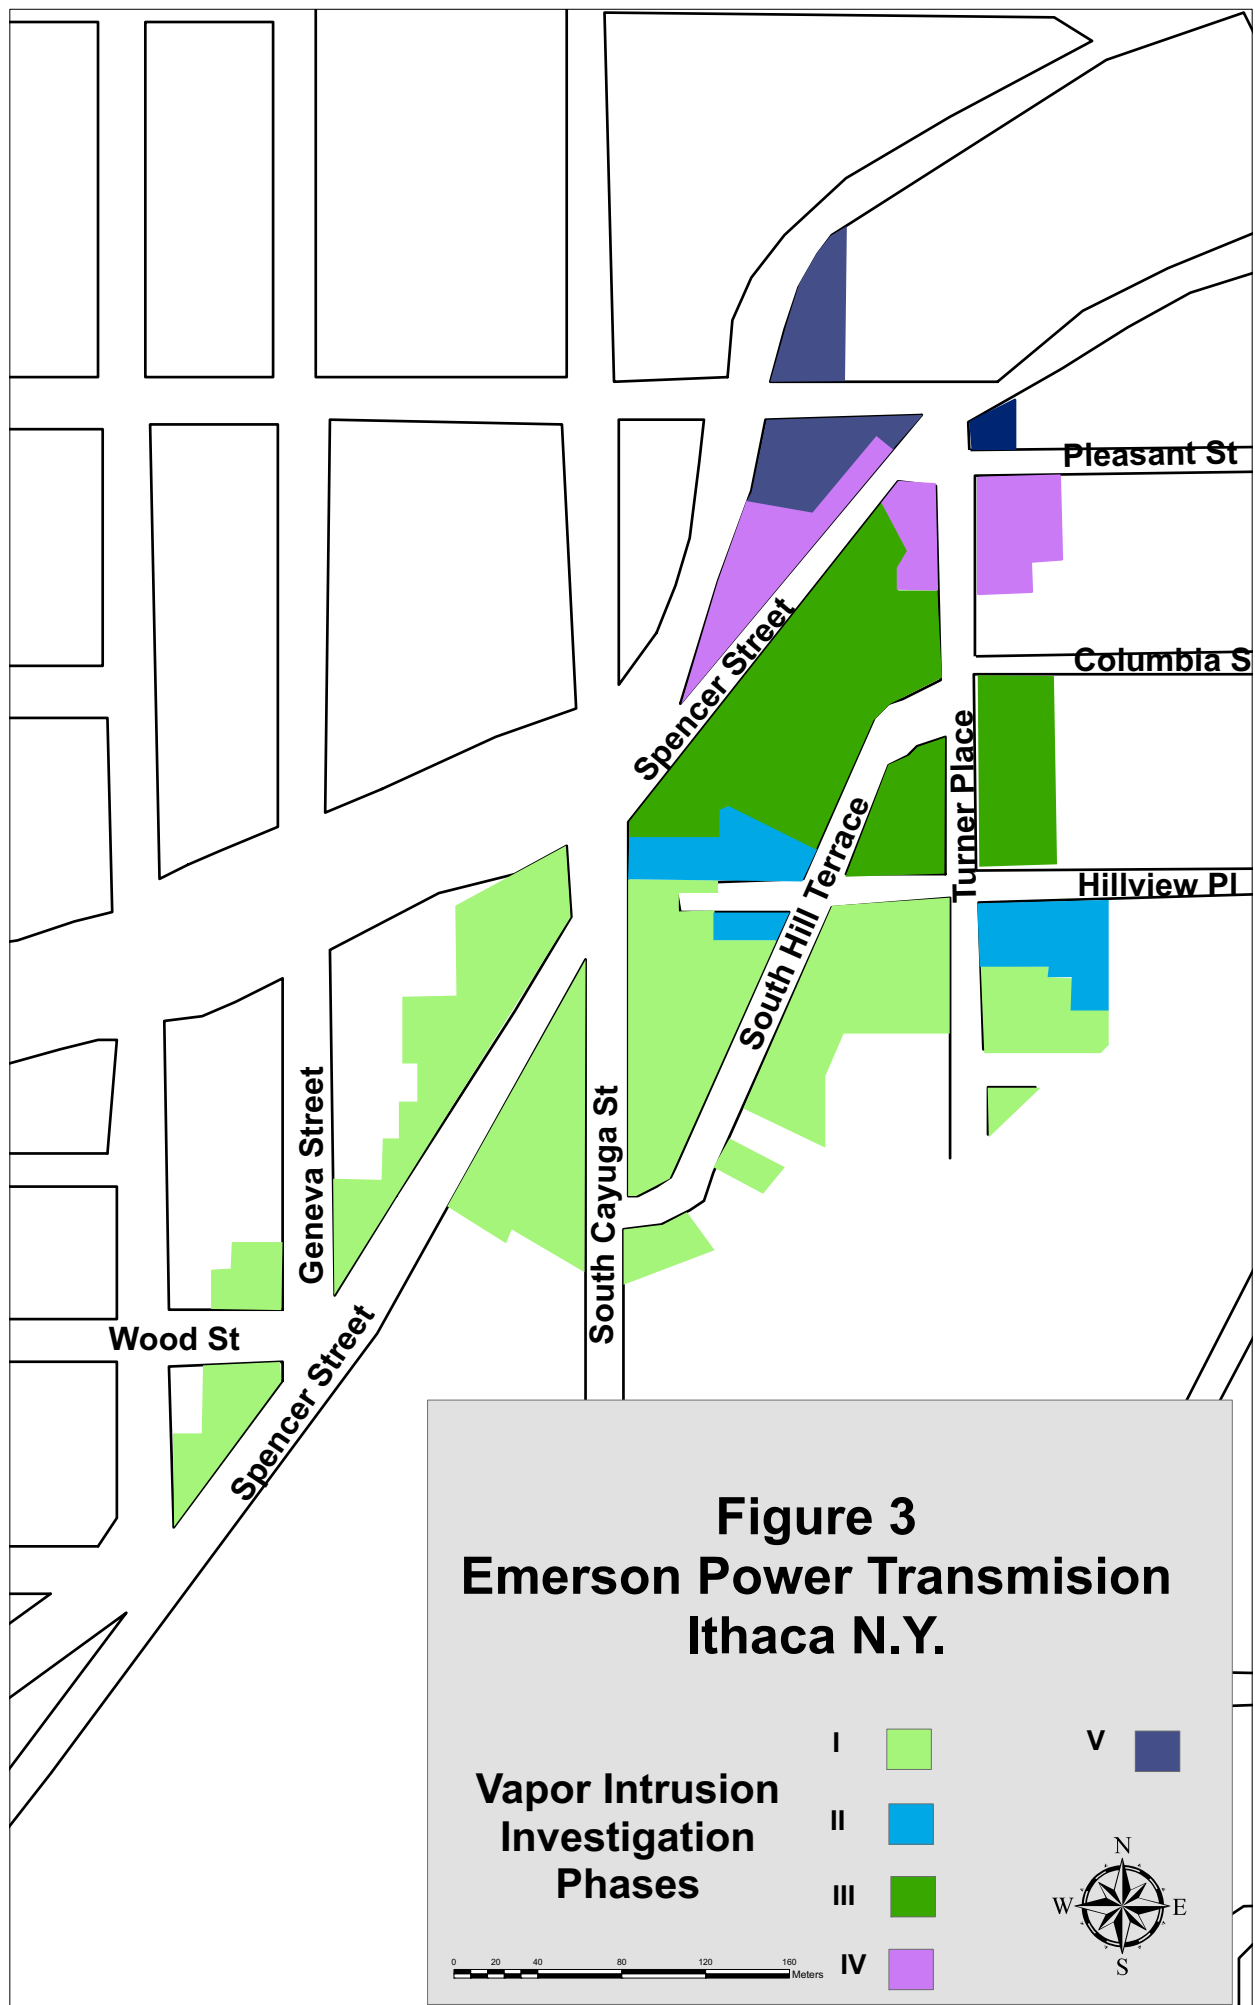 Pleasant St
Spencer Street
Columbia S
Turner Place
South Hill Terrace
Hillview Pl
Geneva Street
South Cayuga St
Wood St
Spencer Street
Figure 3
Emerson Power Transmision
Ithaca N.Y.
Vapor Intrusion
Investigation
Phases
I
II
III
IV
V
N
W E
S
0 20 40 80 120 160
Meters